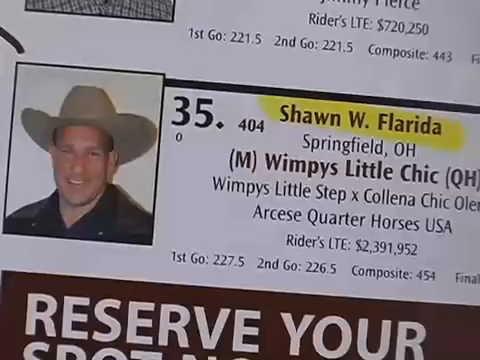 Rider's LTE: $720,250
1st Go: 221.5 2nd Go: 221.5 Composite: 443
35. 404 Shawn W. Flarida
0
Springfield, OH
(M) Wimpys Little Chic (QH)
Wimpys Little Step x Collena Chic Olen
Arcese Quarter Horses USA
Rider's LTE: $2,391,952
1st Go: 227.5 2nd Go: 226.5 Composite: 454 Final
RESERVE YOUR